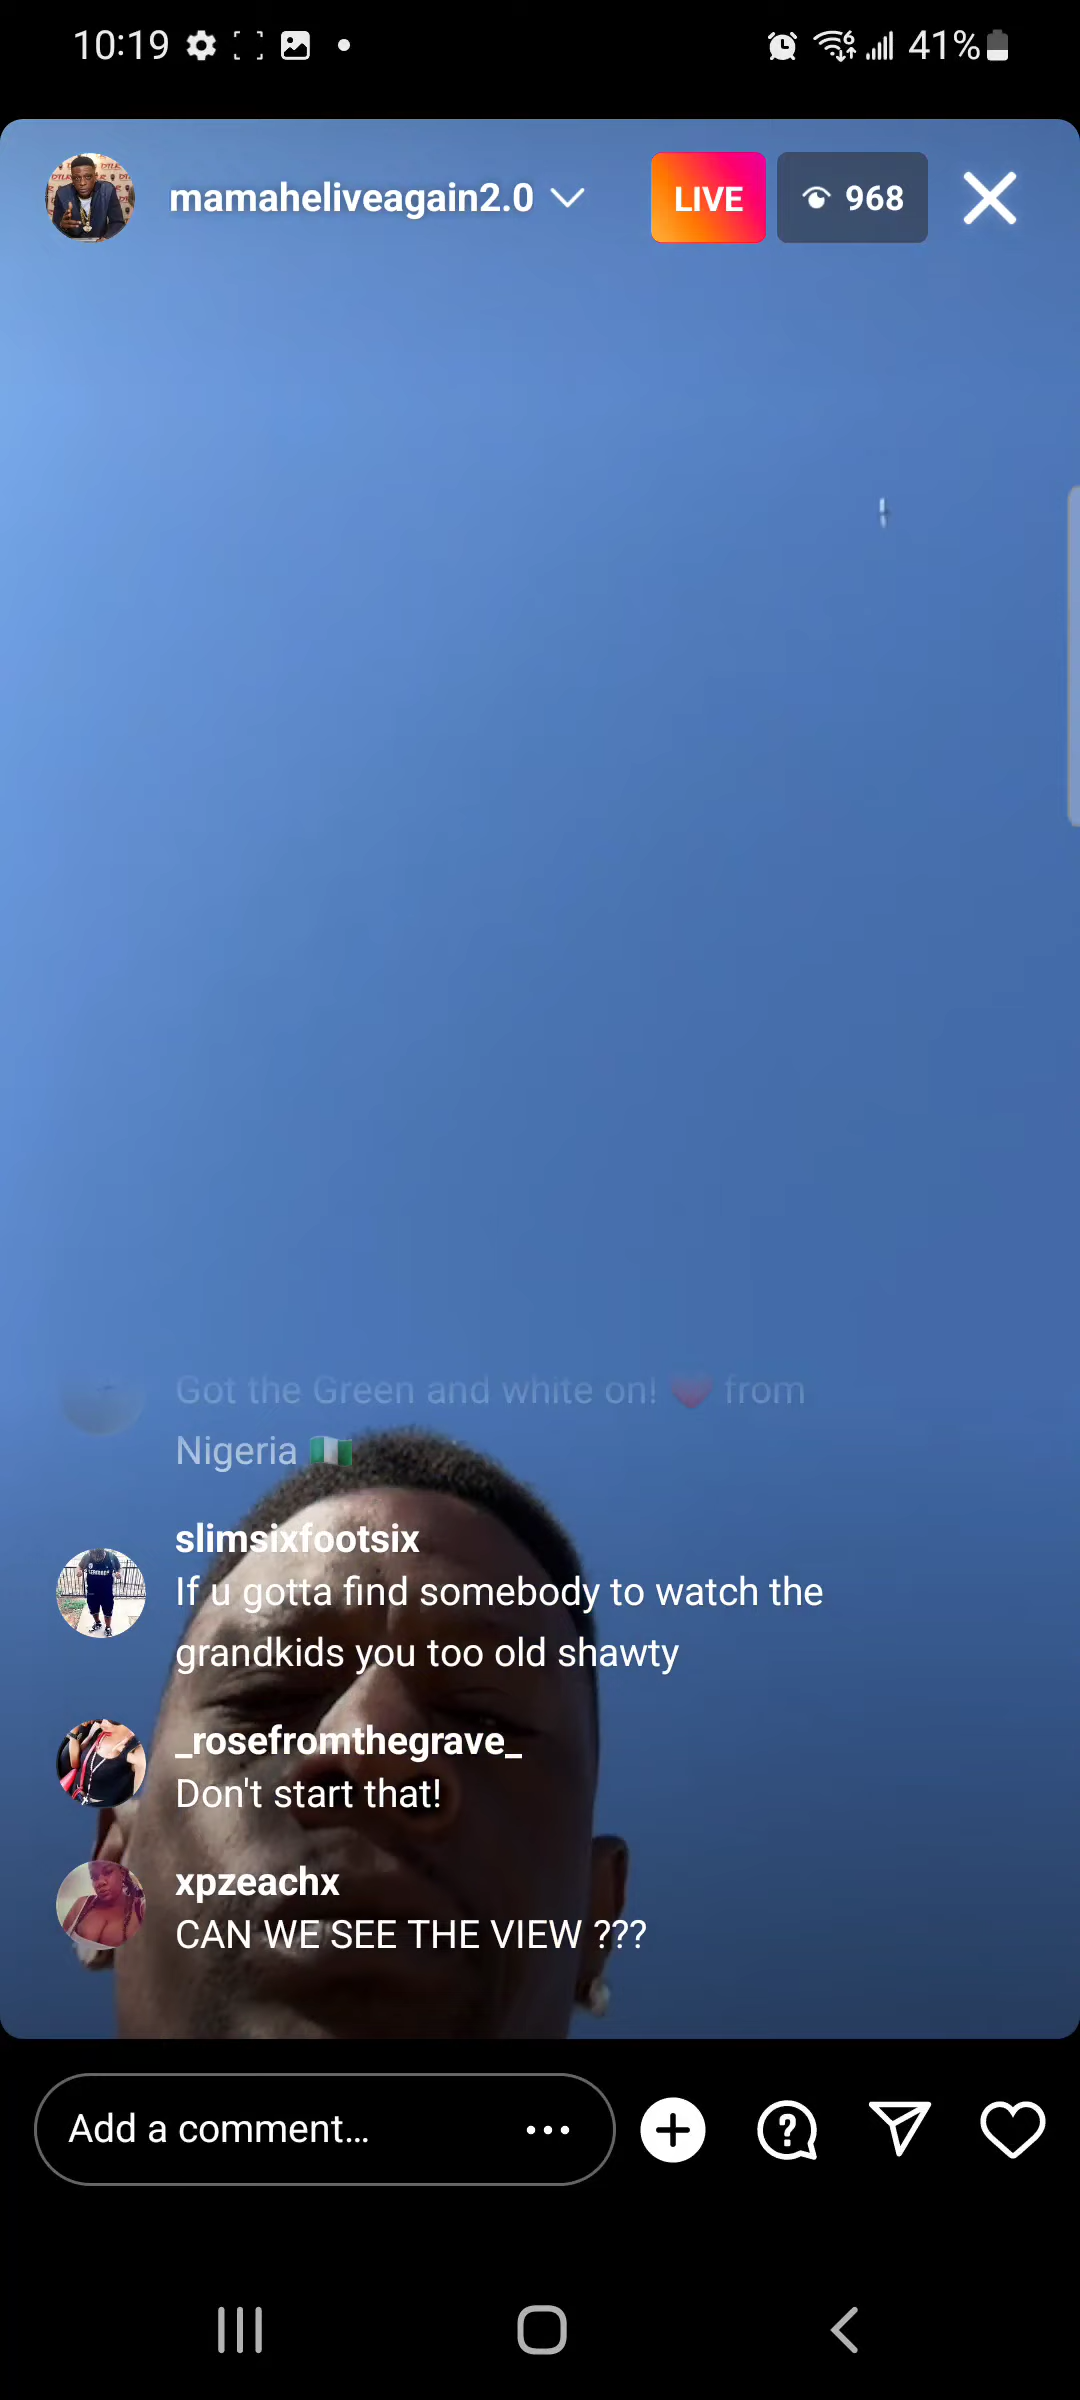 10:19 41%
mamaheliveagain2.0 LIVE 968
Got the Green and white on! ❤️ from
Nigeria 🇳🇬
slimsixfootsix
If u gotta find somebody to watch the
grandkids you too old shawty
_rosefromthegrave_
Don't start that!
xpzeachx
CAN WE SEE THE VIEW ???
Add a comment...